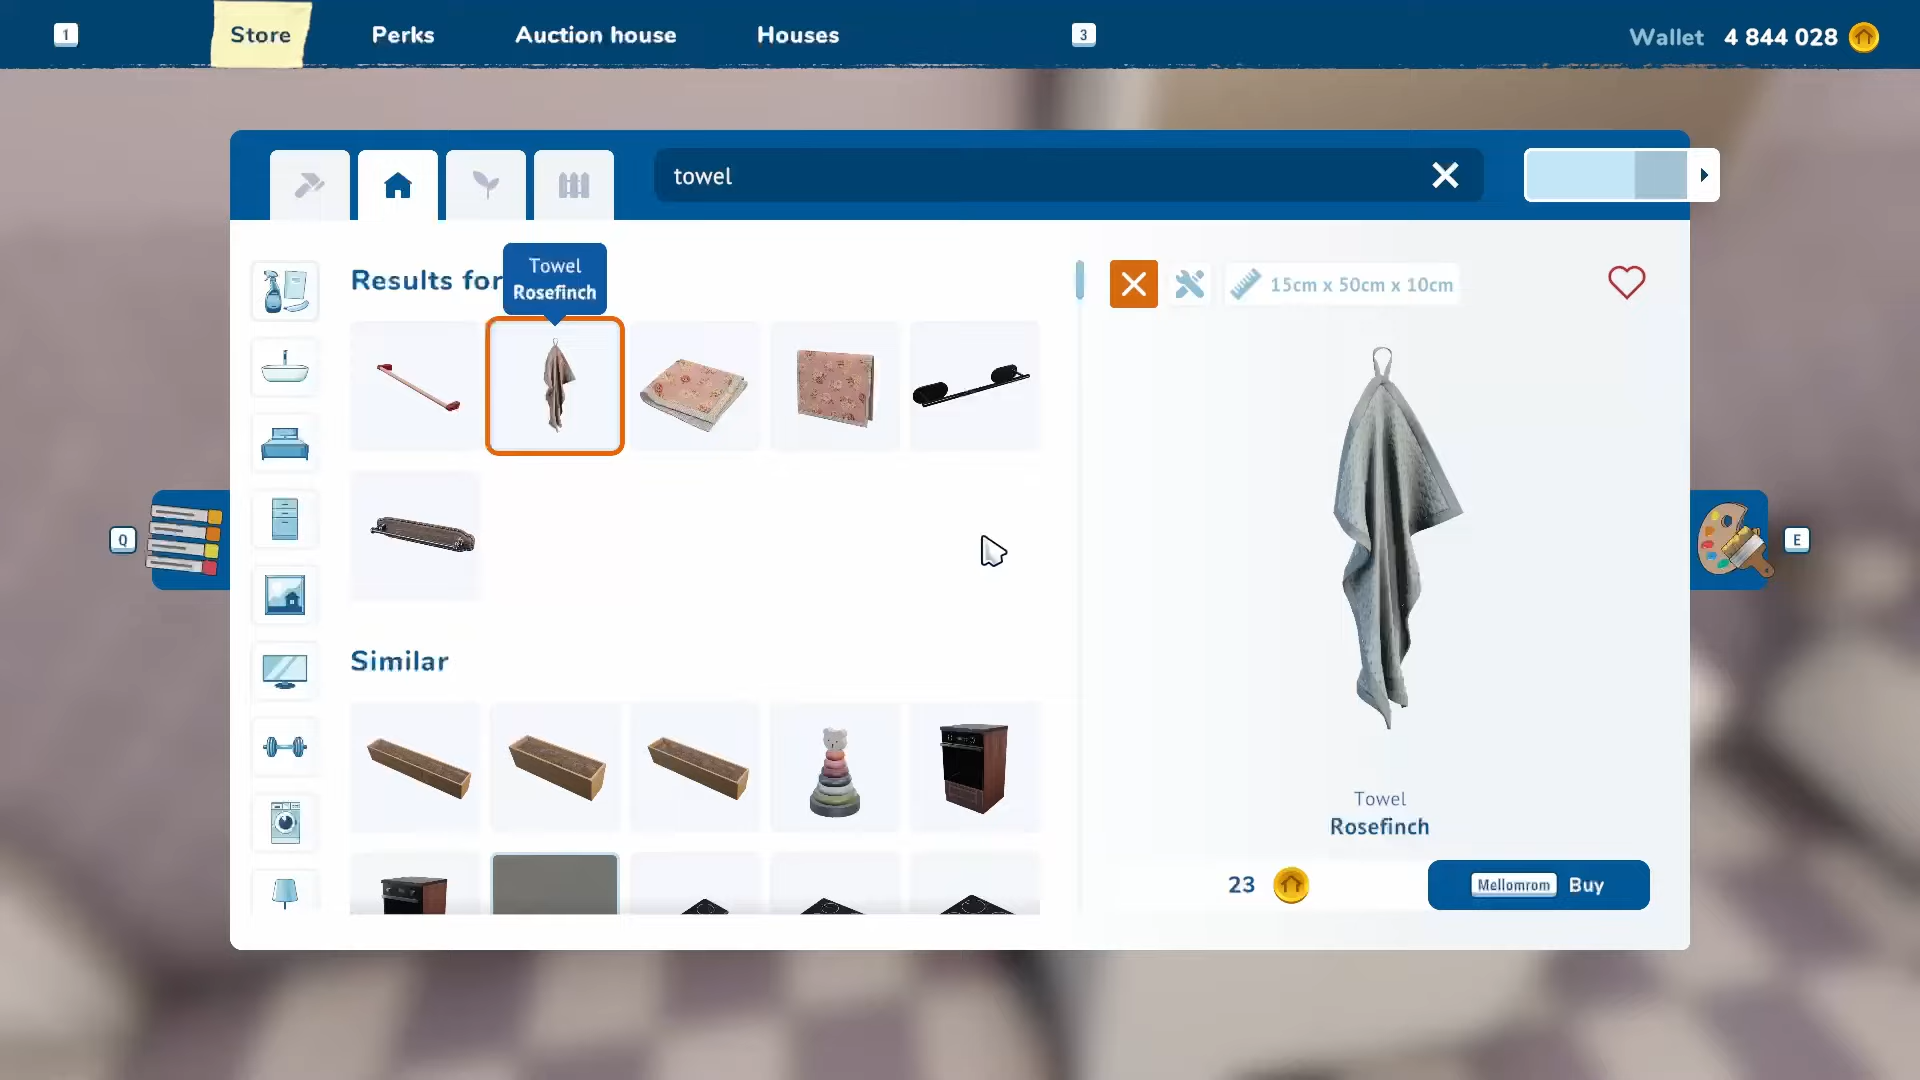 1
Store
Perks
Auction house
Houses
3
Wallet 4 844 028
towel
Results for
Towel
Rosefinch
15cm x 50cm x 10cm
Q
E
Similar
Towel
Rosefinch
23
Mellomrom Buy